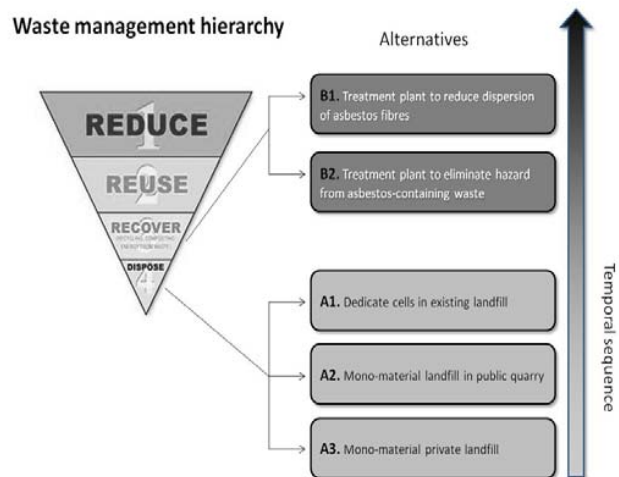 Waste management hierarchy
Alternatives
REDUCE
1
REUSE
2
RECOVER
3
DISPOSE
4
B1. Treatment plant to reduce dispersion
of asbestos fibres
B2. Treatment plant to eliminate hazard
from asbestos-containing waste
A1. Dedicate cells in existing landfill
A2. Mono-material landfill in public quarry
A3. Mono-material private landfill
Temporal sequence